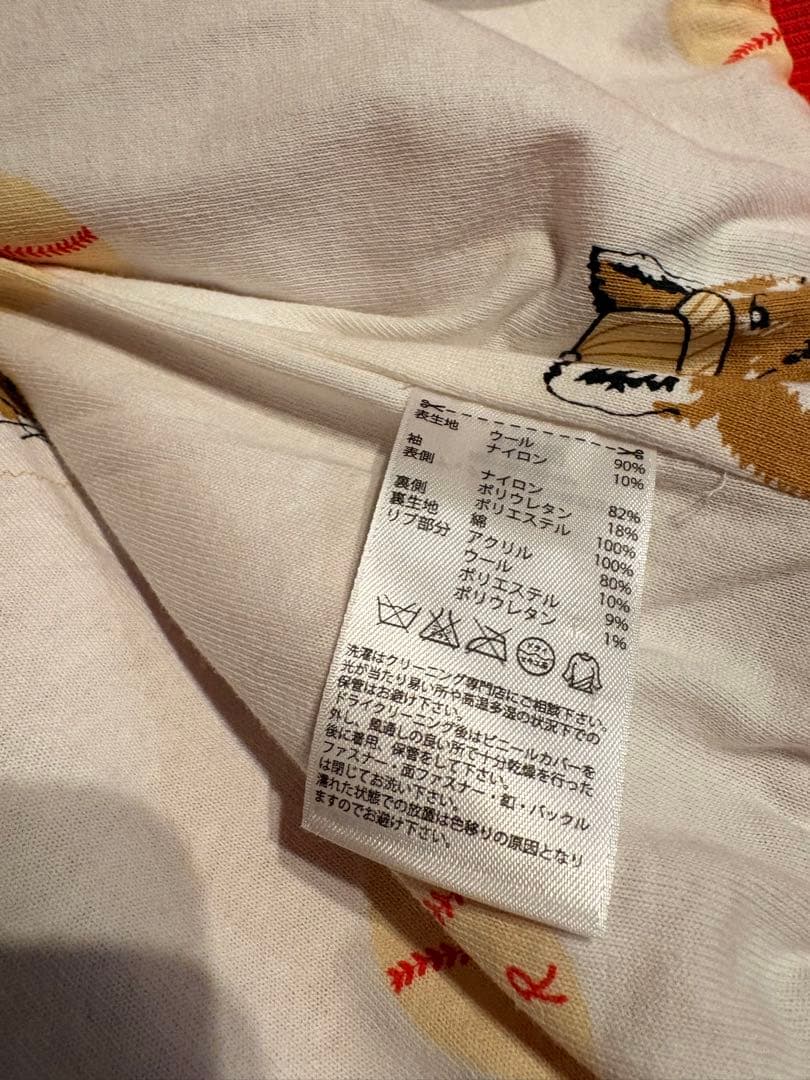 表生地 ウール 90%
ナイロン 10%
袖
表側 ナイロン 82%
ポリウレタン 18%
裏側 ポリエステル 100%
裏生地 綿 100%
リブ部分 アクリル 80%
ウール 10%
ポリエステル 9%
ポリウレタン 1%
ドライ
セキユ系
洗濯はクリーニング専門店にご相談下さい。
光が当たり易い所や高温多湿の状況下での
保管はお避け下さい。
ドライクリーニング後はビニールカバーを
外し、風通しの良い所で十分乾燥を行った
後に着用、保管をして下さい。
ファスナー・面ファスナー・釦・バックル
は閉じてお洗い下さい。
濡れた状態での放置は色移りの原因となり
ますのでお避け下さい。
R